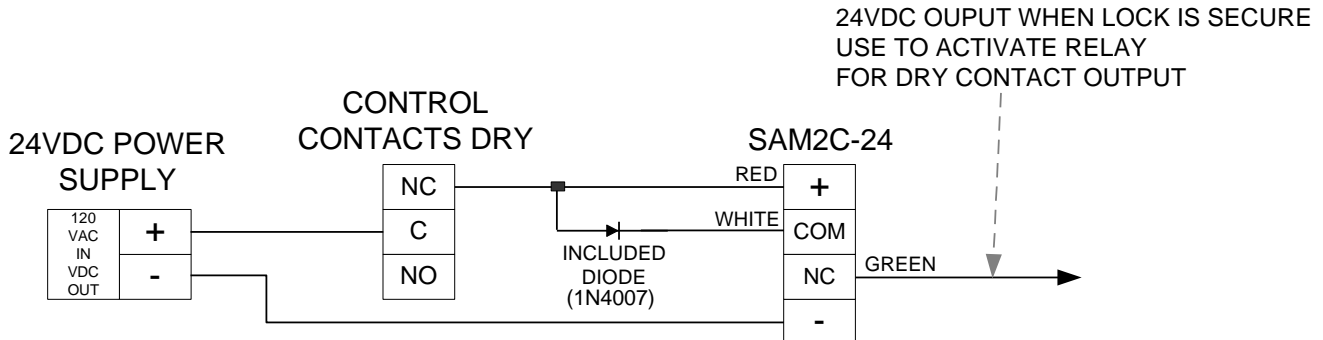 24VDC OUPUT WHEN LOCK IS SECURE
USE TO ACTIVATE RELAY
FOR DRY CONTACT OUTPUT
CONTROL
CONTACTS DRY
24VDC POWER
SUPPLY
SAM2C-24
120
VAC
IN
VDC
OUT
+
-
NC
C
NO
RED
WHITE
INCLUDED
DIODE
(1N4007)
+
COM
NC
-
GREEN